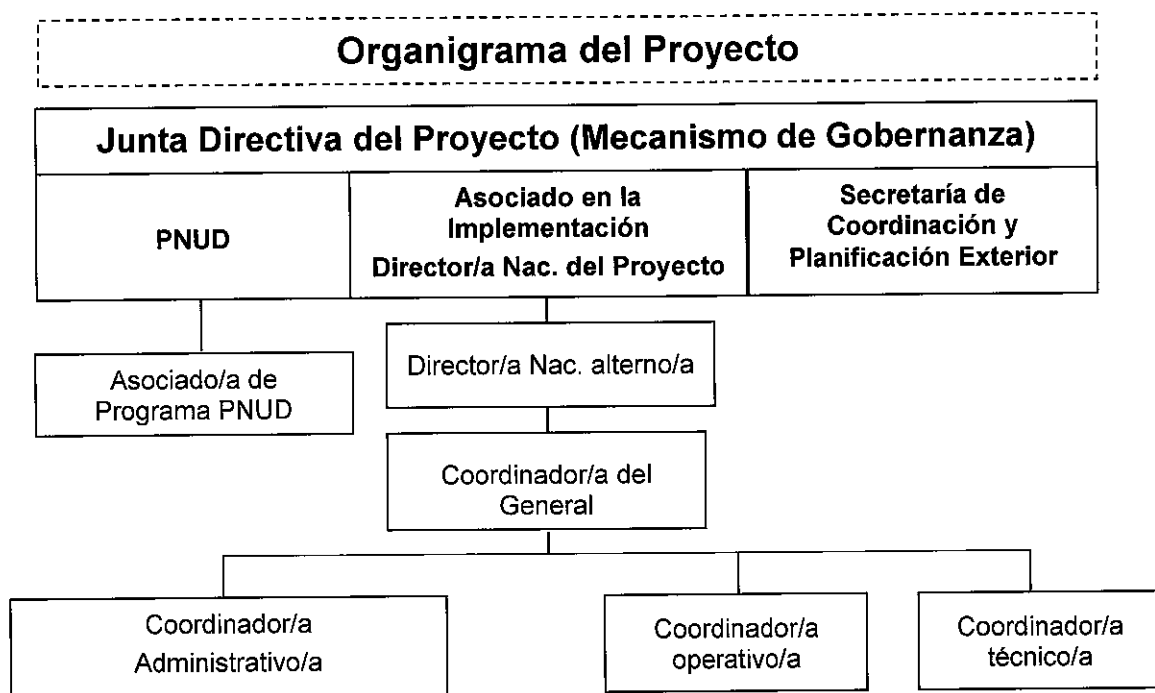 Organigrama del Proyecto
Junta Directiva del Proyecto (Mecanismo de Gobernanza)
PNUD
Asociado en la
Implementación
Director/a Nac. del Proyecto
Secretaría de
Coordinación y
Planificación Exterior
Asociado/a de
Programa PNUD
Director/a Nac. alterno/a
Coordinador/a del
General
Coordinador/a
Administrativo/a
Coordinador/a
operativo/a
Coordinador/a
técnico/a